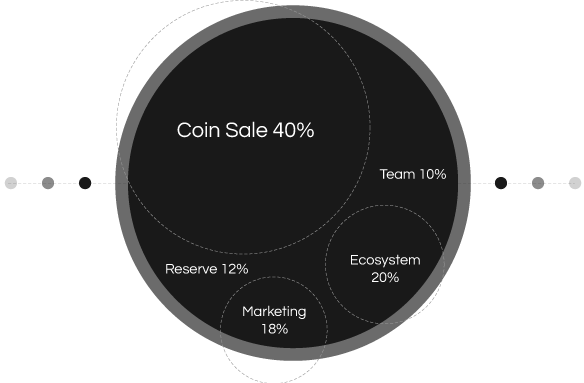 Coin Sale 40%
Team 10%
Ecosystem
20%
Reserve 12%
Marketing
18%